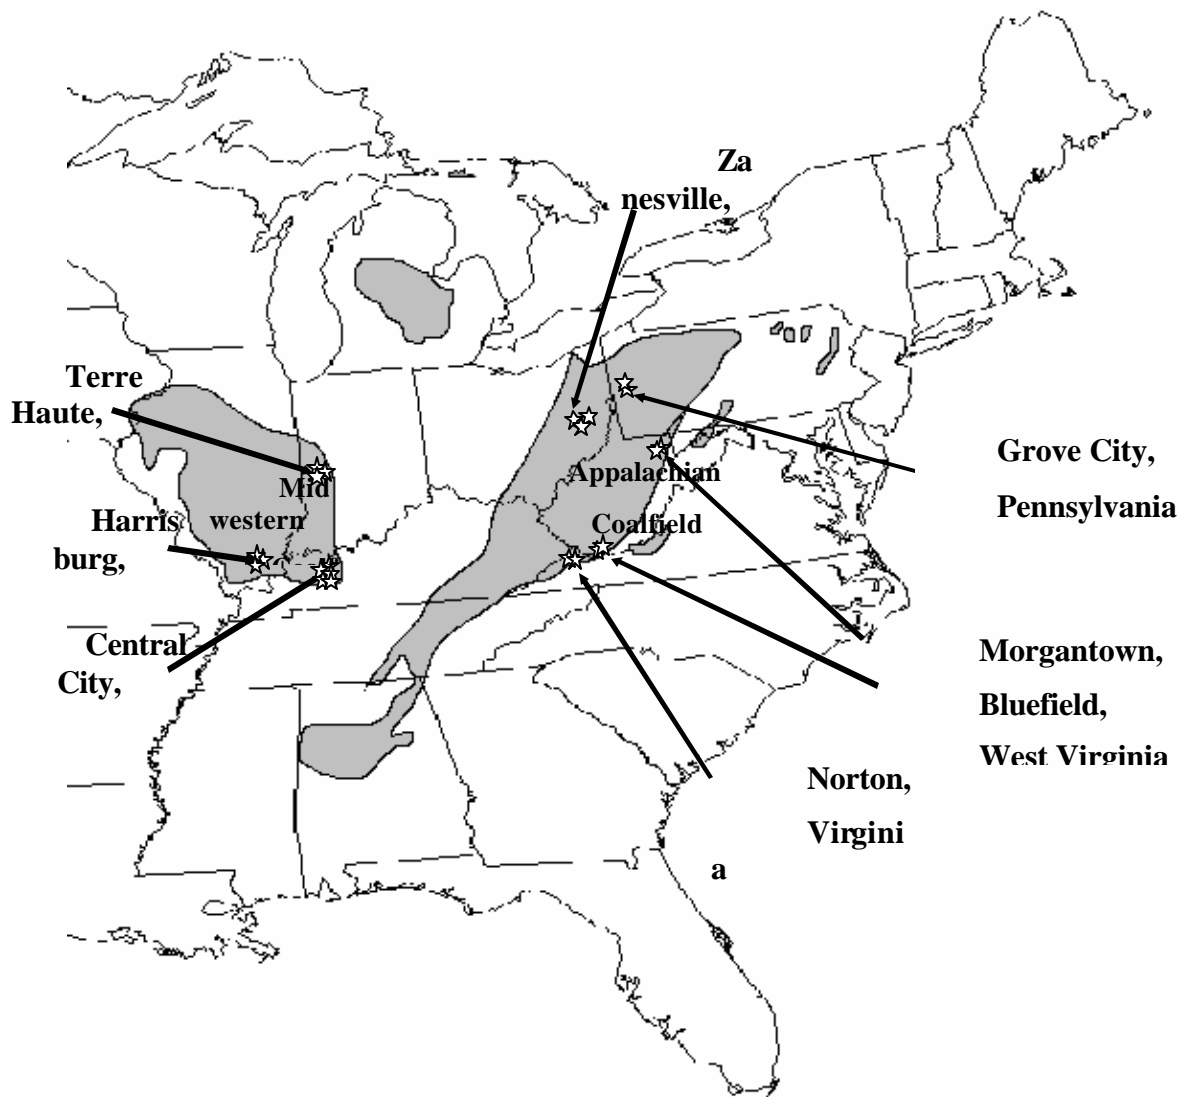 Za
nesville,
Terre
Haute,
Mid
western
Harris
burg,
Central
City,
Appalachian
Coalfield
Grove City,
Pennsylvania
Morgantown,
Bluefield,
West Virginia
Norton,
Virgini
a